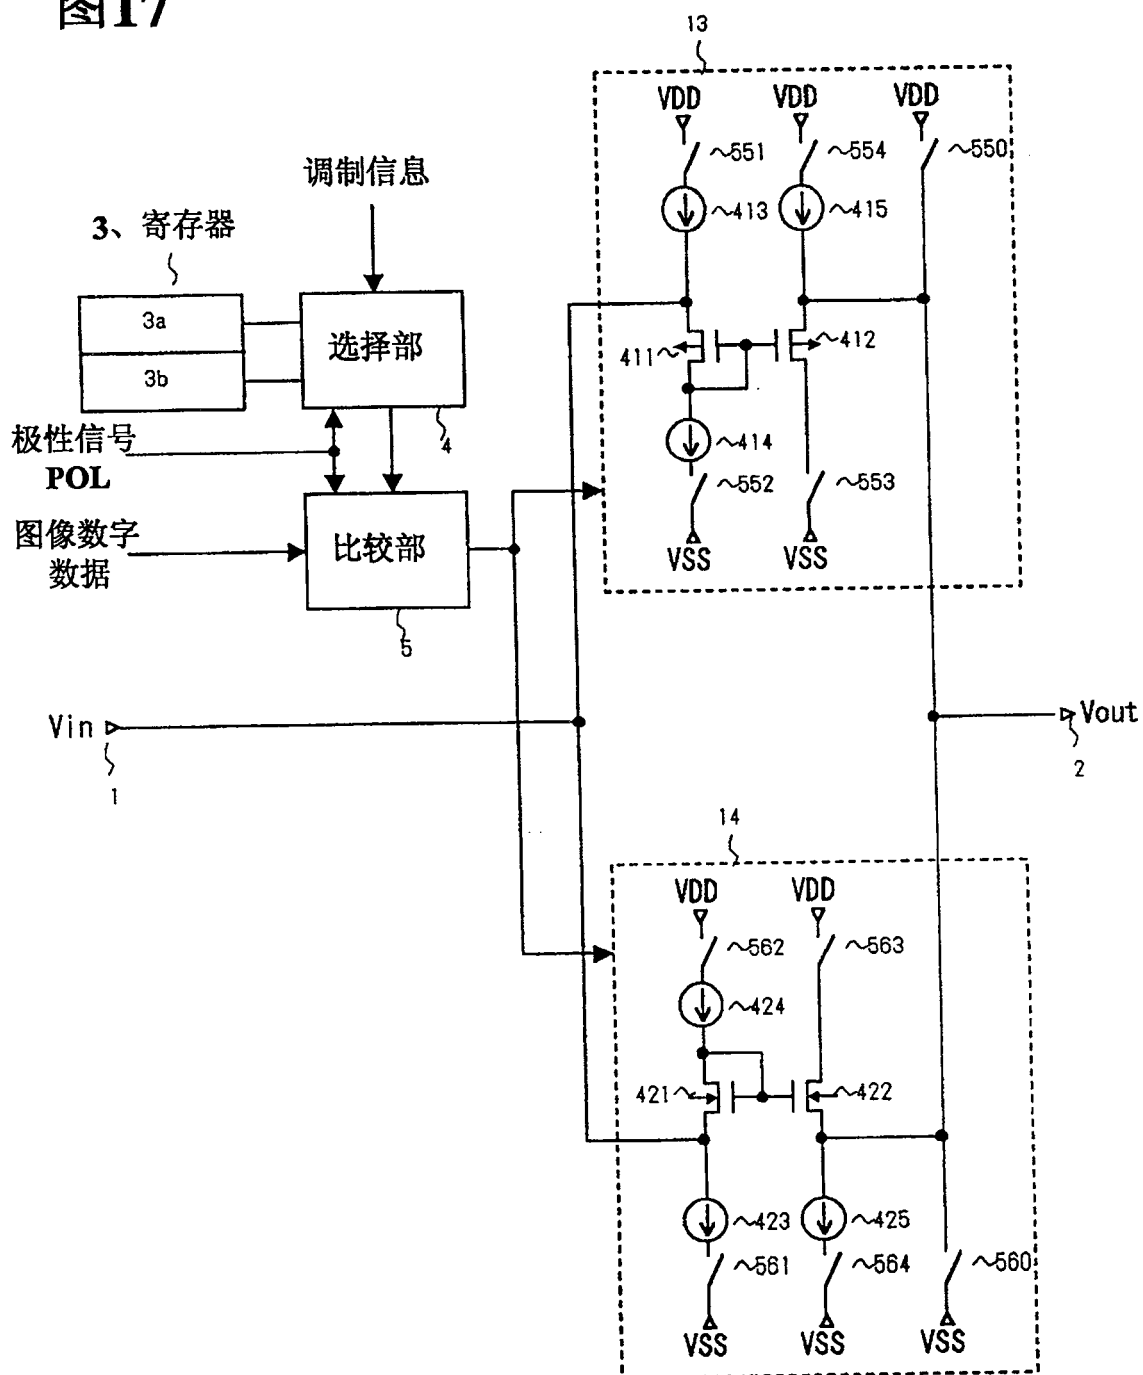 图17
13
VDD VDD VDD
551 554 550
调制信息
413 415
3、寄存器
3a
选择部
3b
411 412
极性信号
POL
4
414
552 553
VSS VSS
图像数字
数据
比较部
5
Vin
1
Vout
2
14
VDD VDD
562 563
424
421 422
423 425
561 564 560
VSS VSS VSS